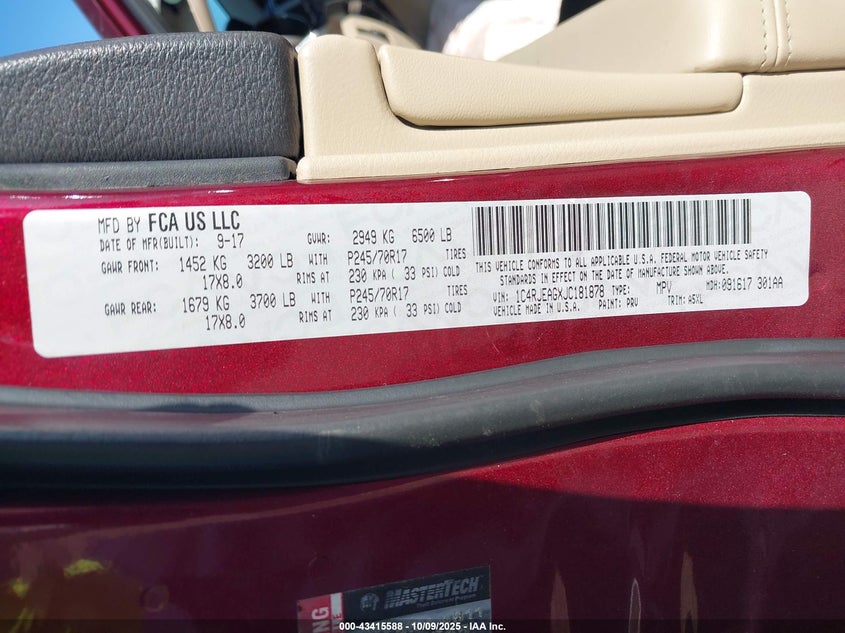 MFD BY FCA US LLC
DATE OF MFR(BUILT): 9-17 GVWR: 2949 KG 6500 LB
GAWR FRONT: 1452 KG 3200 LB WITH P245/70R17 TIRES
17X8.0 RIMS AT 230 KPA ( 33 PSI) COLD
GAWR REAR: 1679 KG 3700 LB WITH P245/70R17 TIRES
17X8.0 RIMS AT 230 KPA ( 33 PSI) COLD
THIS VEHICLE CONFORMS TO ALL APPLICABLE U.S.A. FEDERAL MOTOR VEHICLE SAFETY
STANDARDS IN EFFECT ON THE DATE OF MANUFACTURE SHOWN ABOVE.
VIN: 1C4RJEAGXJC181878 TYPE: MPV MDH: 091617 301AA
VEHICLE MADE IN U.S.A. PAINT: PRV TRIM: A5XL
MASTERTECH
000-43415588 - 10/09/2025 - IAA Inc.